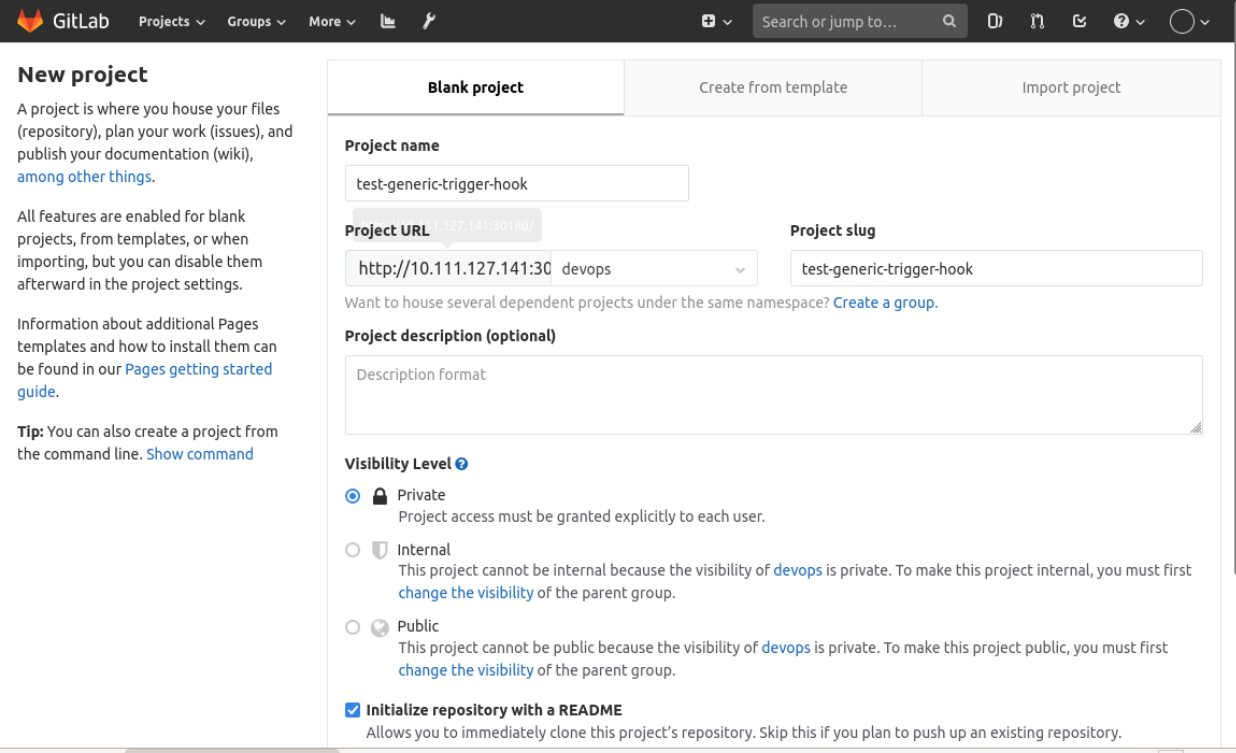 GitLab Projects Groups More Search or jump to...
New project
A project is where you house your files
(repository), plan your work (issues), and
publish your documentation (wiki),
among other things.
All features are enabled for blank
projects, from templates, or when
importing, but you can disable them
afterward in the project settings.
Information about additional Pages
templates and how to install them can
be found in our Pages getting started
guide.
Tip: You can also create a project from
the command line. Show command
Blank project Create from template Import project
Project name
test-generic-trigger-hook
http://10.111.127.141:30180/
Project URL Project slug
http://10.111.127.141:30 devops test-generic-trigger-hook
Want to house several dependent projects under the same namespace? Create a group.
Project description (optional)
Description format
Visibility Level
Private
Project access must be granted explicitly to each user.
Internal
This project cannot be internal because the visibility of devops is private. To make this project internal, you must first
change the visibility of the parent group.
Public
This project cannot be public because the visibility of devops is private. To make this project public, you must first
change the visibility of the parent group.
Initialize repository with a README
Allows you to immediately clone this project's repository. Skip this if you plan to push up an existing repository.